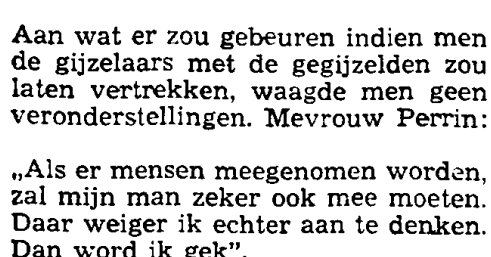 Aan wat er zou gebeuren indien men
de gijzelaars met de gegijzelden zou
laten vertrekken, waagde men geen
veronderstellingen. Mevrouw Perrin:
„Als er mensen meegenomen worden,
zal mijn man zeker ook mee moeten.
Daar weiger ik echter aan te denken.
Dan word ik gek”.